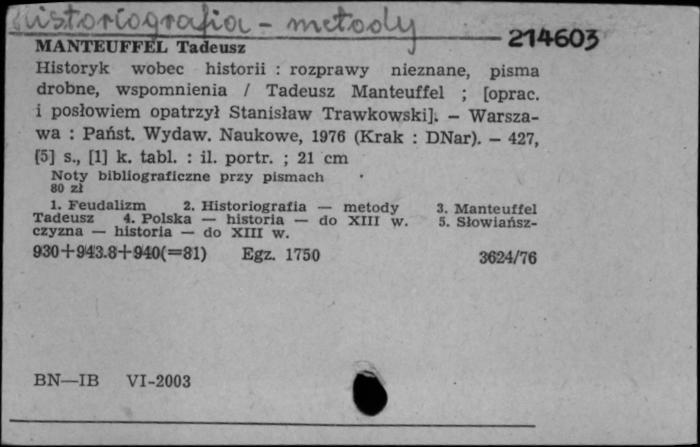 Historiografia - metody
214603
MANTEUFFEL Tadeusz
Historyk wobec historii : rozprawy nieznane, pisma
drobne, wspomnienia / Tadeusz Manteuffel ; [oprac.
i posłowiem opatrzył Stanisław Trawkowski]. — Warsza-
wa : Państ. Wydaw. Naukowe, 1976 (Krak : DNar). — 427,
[5] s., [1] k. tabl. : il. portr. ; 21 cm
Noty bibliograficzne przy pismach
80 zł
1. Feudalizm 2. Historiografia — metody 3. Manteuffel
Tadeusz 4. Polska — historia — do XIII w. 5. Słowiańsz-
czyzna — historia — do XIII w.
930+943.8+940(=81) Egz. 1750 3624/76
BN—IB VI-2003